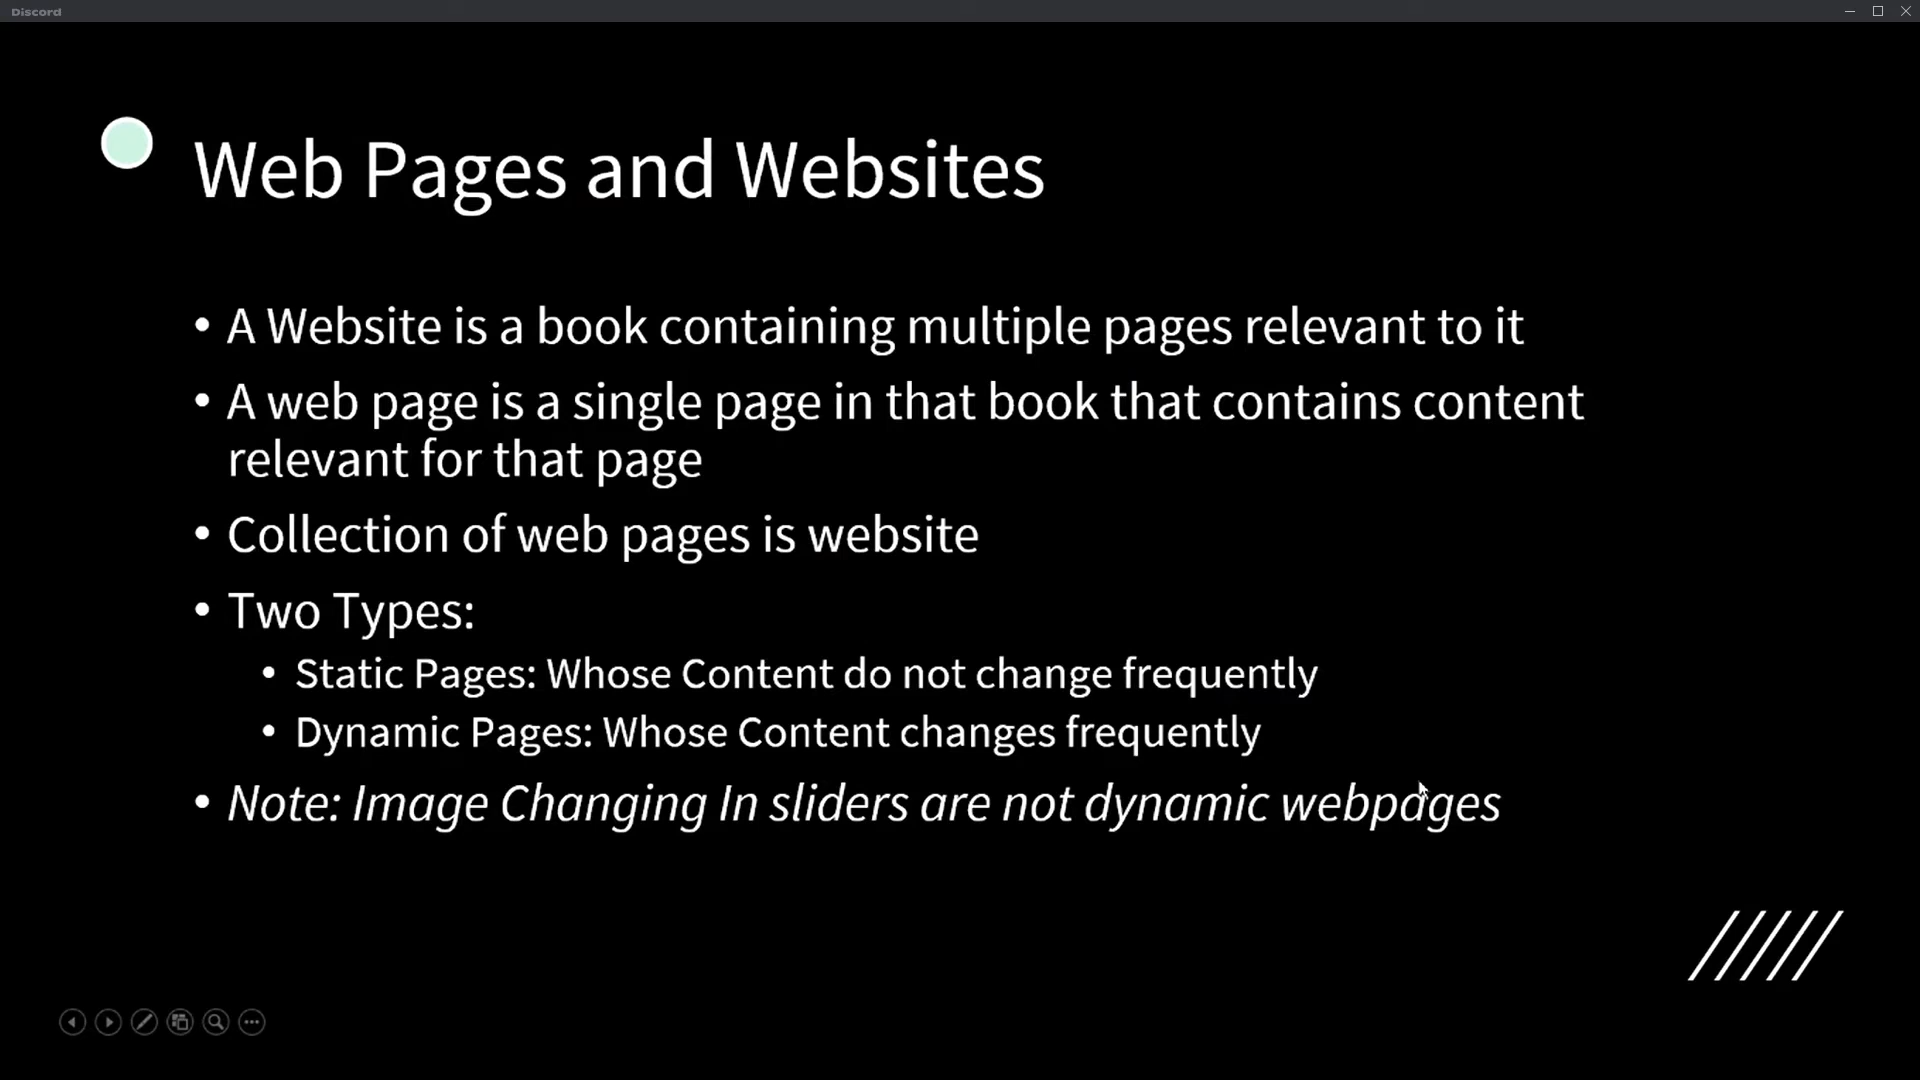 Discord
Web Pages and Websites
• A Website is a book containing multiple pages relevant to it
• A web page is a single page in that book that contains content
relevant for that page
• Collection of web pages is website
• Two Types:
• Static Pages: Whose Content do not change frequently
• Dynamic Pages: Whose Content changes frequently
• Note: Image Changing In sliders are not dynamic webpages